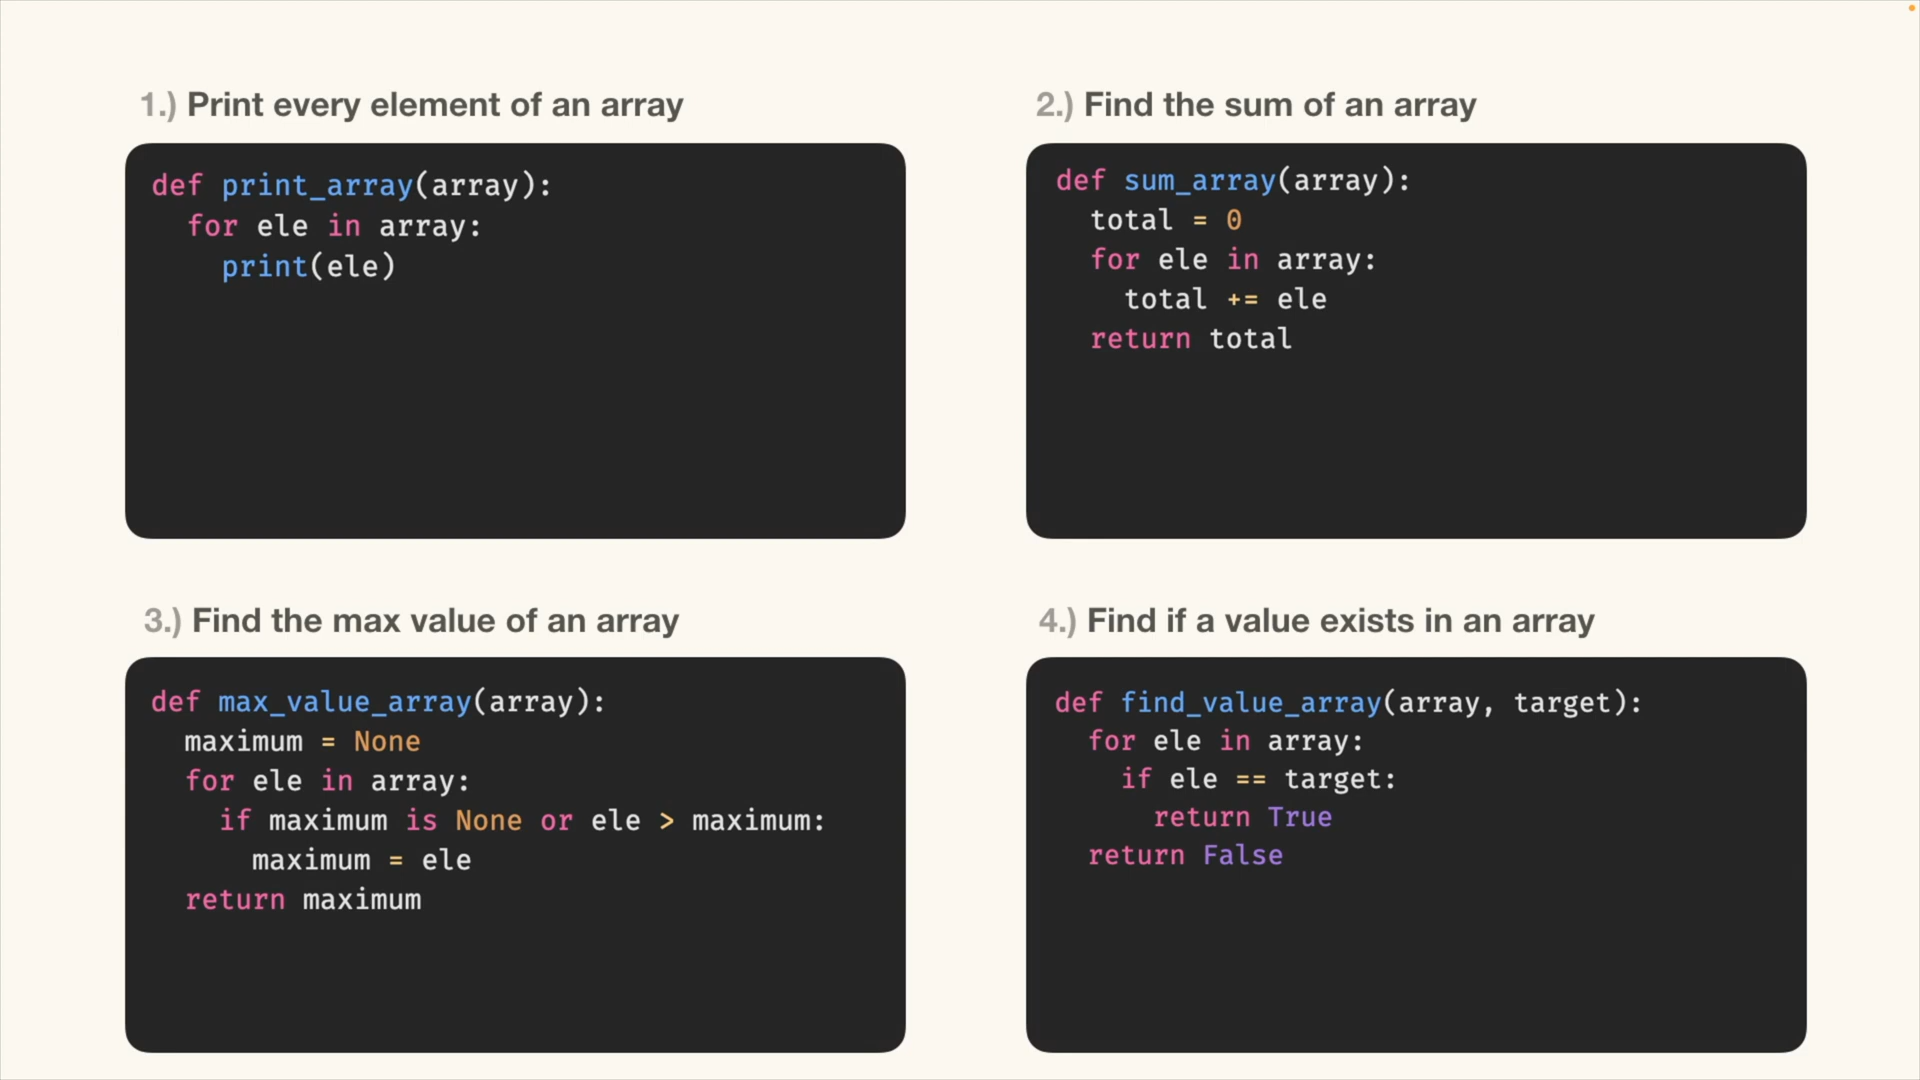 1.) Print every element of an array
def print_array(array):
  for ele in array:
    print(ele)
2.) Find the sum of an array
def sum_array(array):
  total = 0
  for ele in array:
    total += ele
  return total
3.) Find the max value of an array
def max_value_array(array):
  maximum = None
  for ele in array:
    if maximum is None or ele > maximum:
      maximum = ele
  return maximum
4.) Find if a value exists in an array
def find_value_array(array, target):
  for ele in array:
    if ele == target:
      return True
  return False